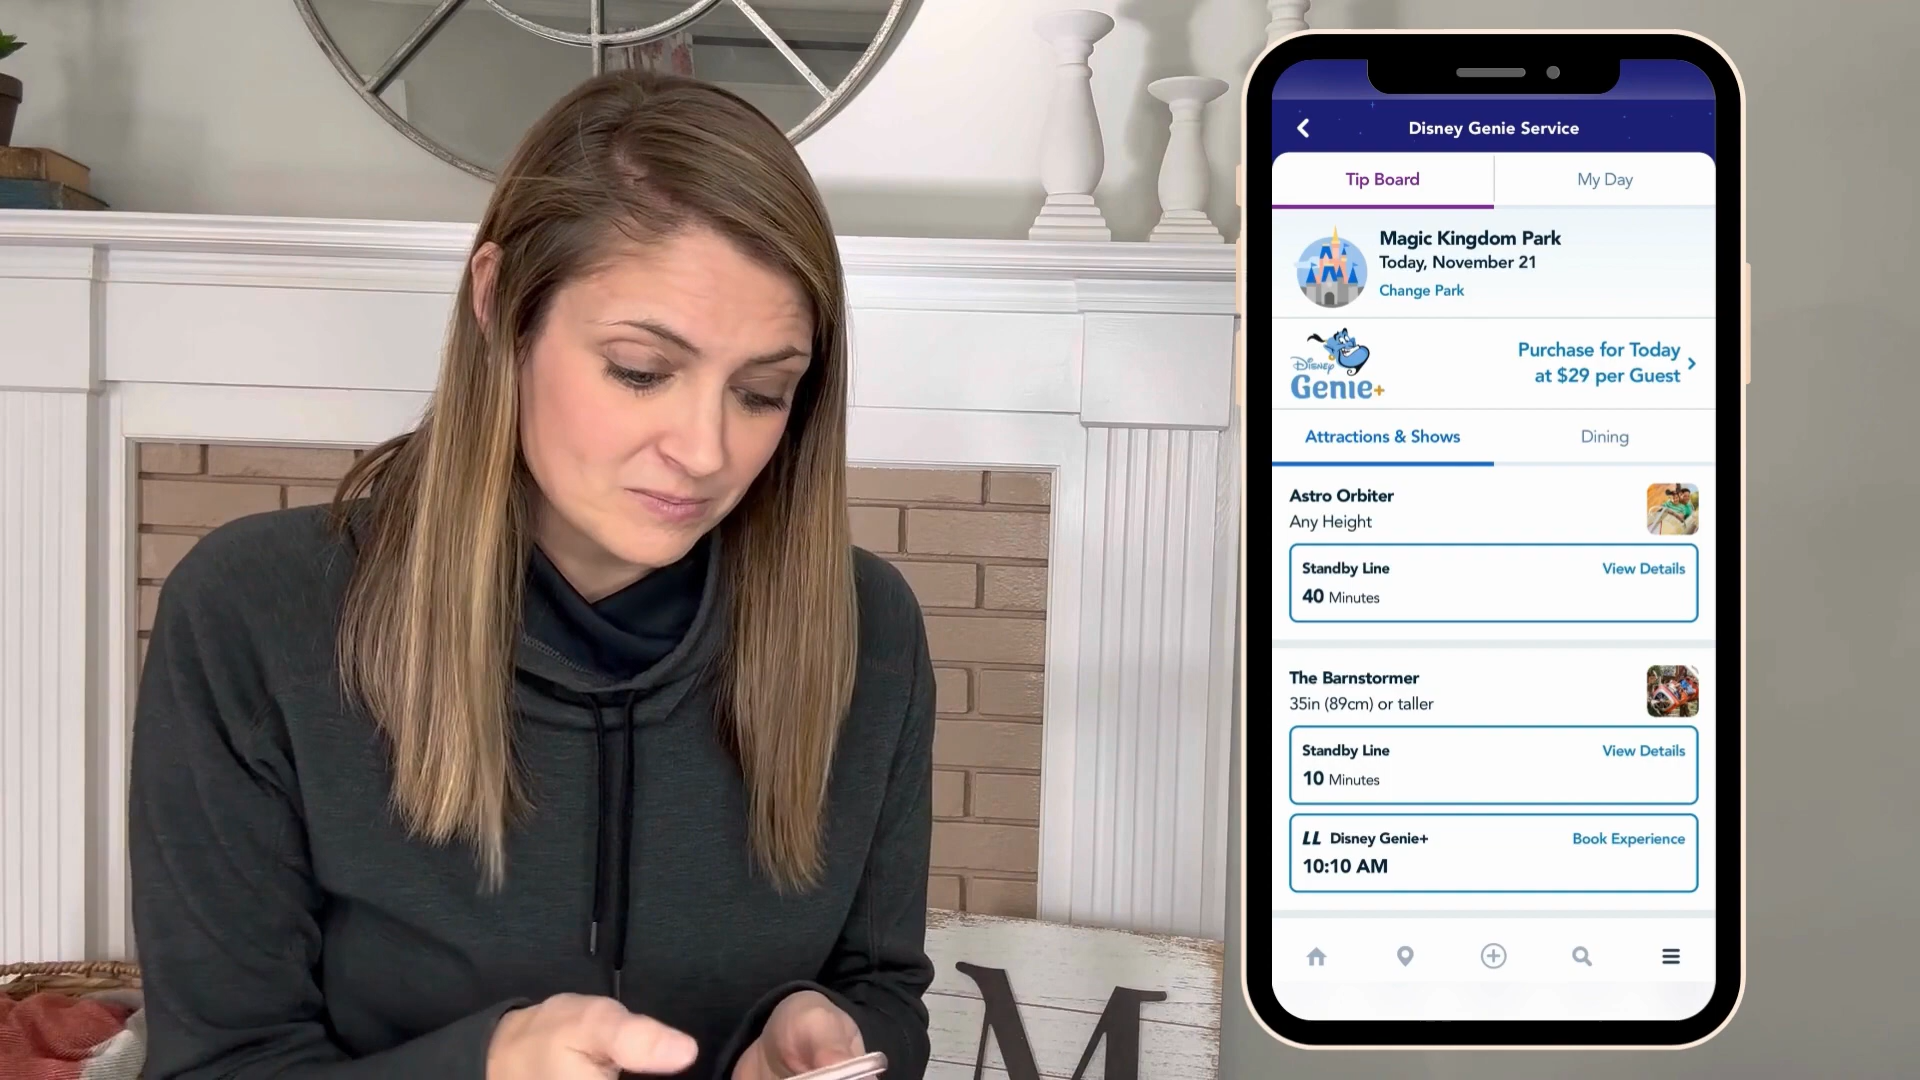 Disney Genie Service
Tip Board
My Day
Magic Kingdom Park
Today, November 21
Change Park
Disney
Genie+
Purchase for Today
at $29 per Guest
Attractions & Shows
Dining
Astro Orbiter
Any Height
Standby Line
View Details
40 Minutes
The Barnstormer
35in (89cm) or taller
Standby Line
View Details
10 Minutes
LL Disney Genie+
Book Experience
10:10 AM
M